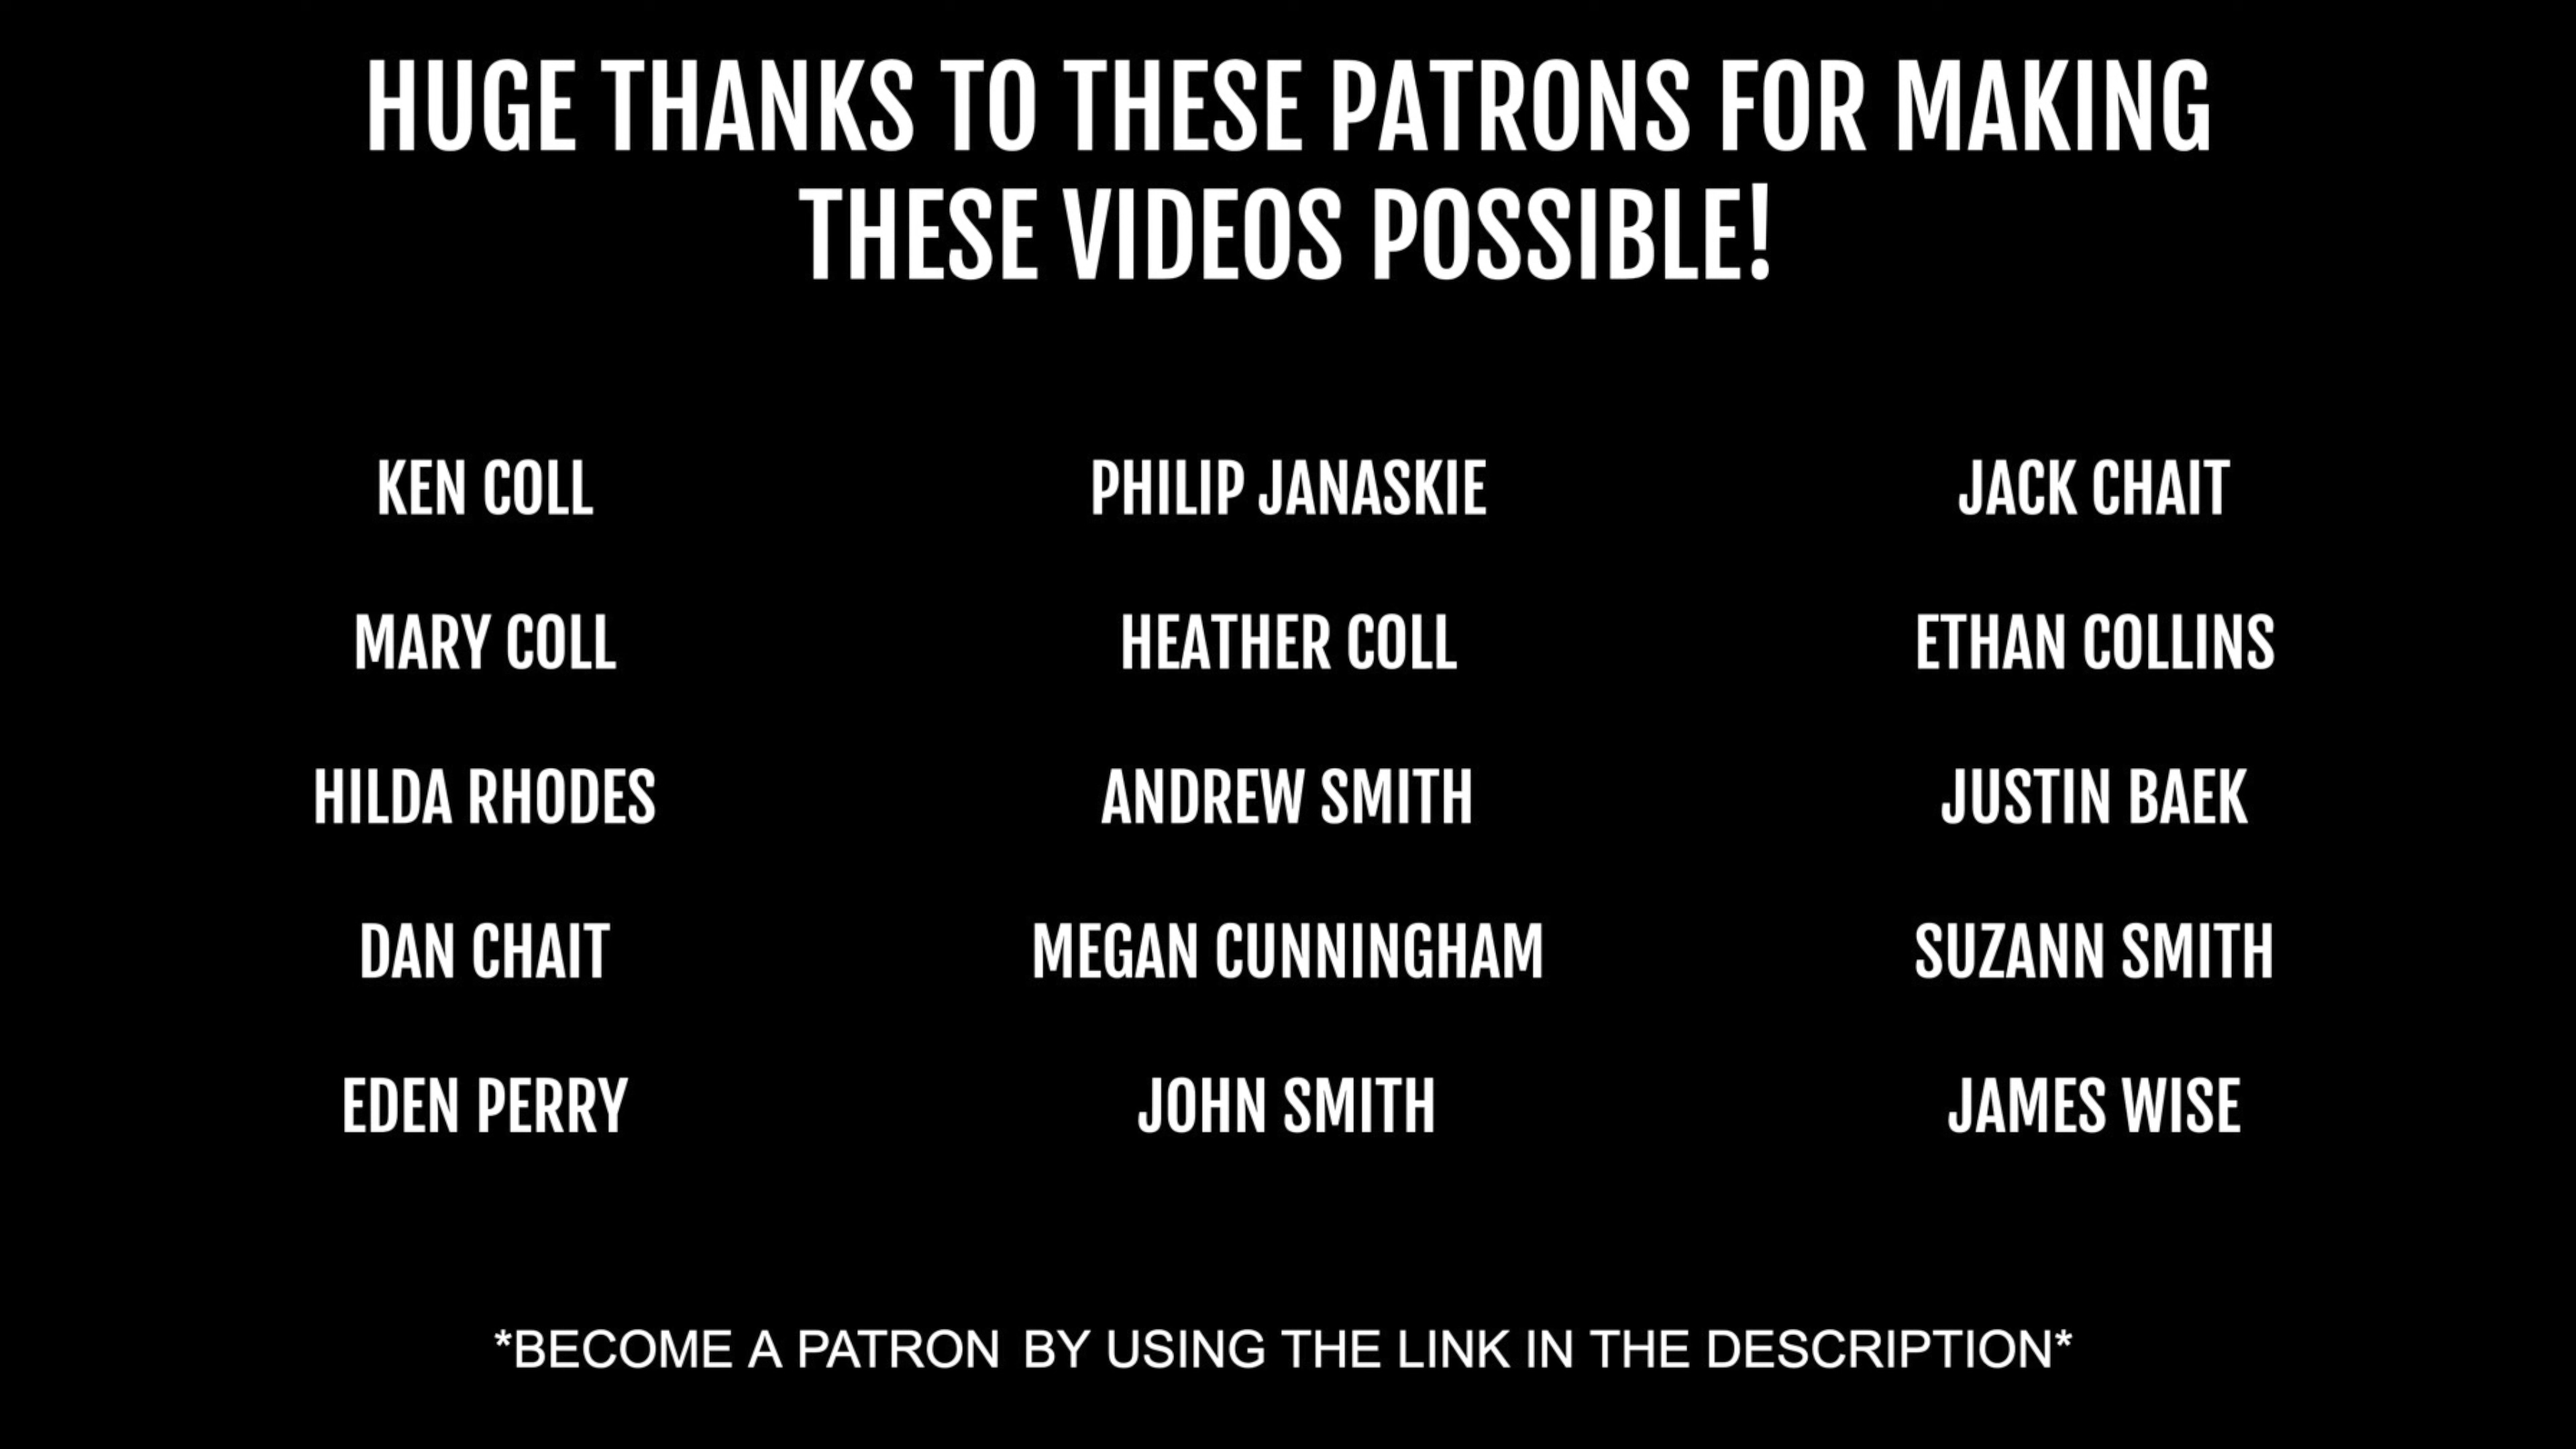 HUGE THANKS TO THESE PATRONS FOR MAKING
THESE VIDEOS POSSIBLE!
KEN COLL
PHILIP JANASKIE
JACK CHAIT
MARY COLL
HEATHER COLL
ETHAN COLLINS
HILDA RHODES
ANDREW SMITH
JUSTIN BAEK
DAN CHAIT
MEGAN CUNNINGHAM
SUZANN SMITH
EDEN PERRY
JOHN SMITH
JAMES WISE
*BECOME A PATRON BY USING THE LINK IN THE DESCRIPTION*